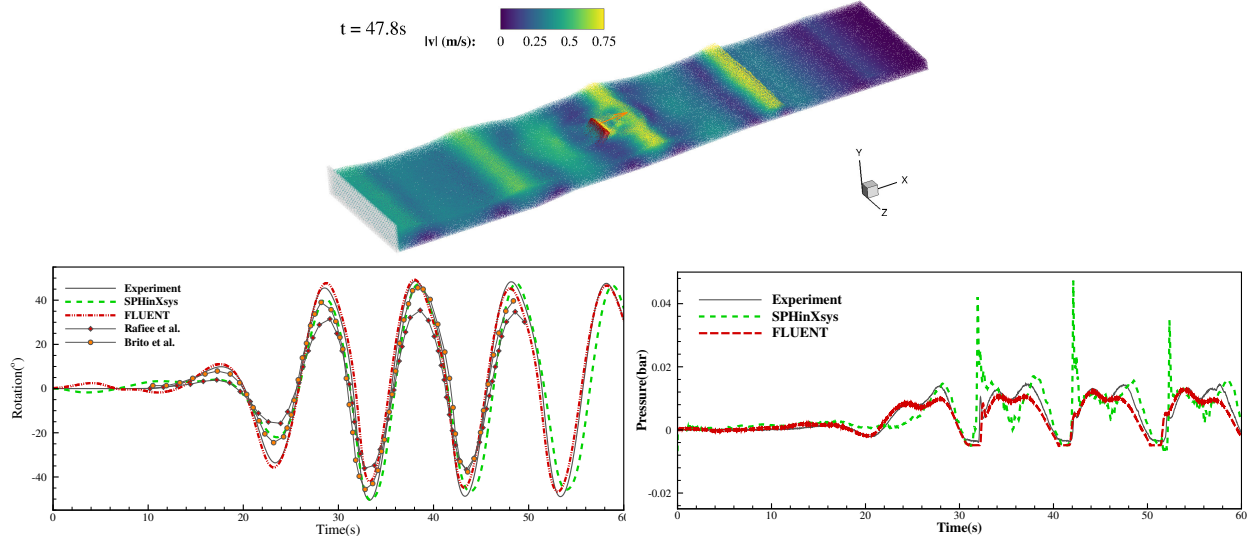 t = 47.8s
|v| (m/s):
0 0.25 0.5 0.75
Y
X
Z
Experiment
SPHinXsys
FLUENT
Rafiee et al.
Brito et al.
Rotation(°)
40
20
0
-20
-40
0 10 20 30 40 50 60
Time(s)
Experiment
SPHinXsys
FLUENT
Pressure(bar)
0.04
0.02
0
-0.02
0 10 20 30 40 50 60
Time(s)